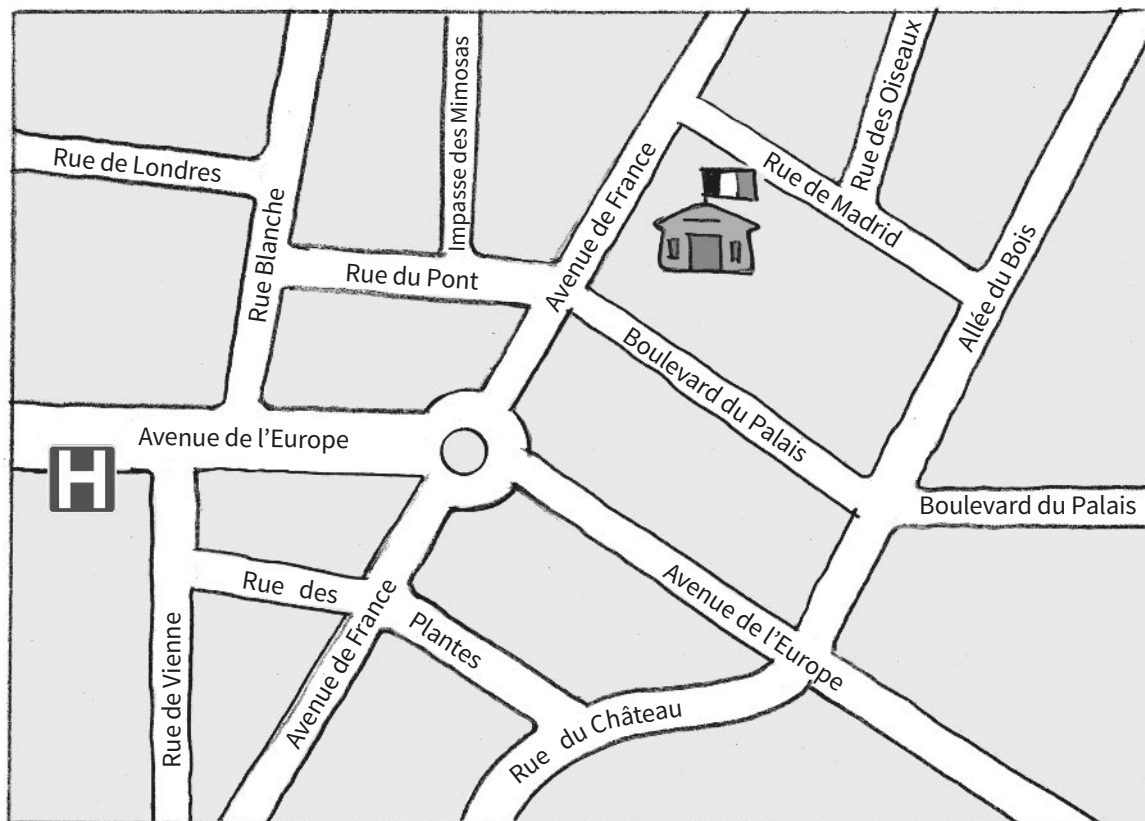 Rue de Londres
Rue Blanche
Impasse des Mimosas
Rue du Pont
Avenue de France
Rue des Oiseaux
Rue de Madrid
Allée du Bois
Boulevard du Palais
Boulevard du Palais
Avenue de l'Europe
H
Rue des Plantes
Avenue de France
Avenue de l'Europe
Rue de Vienne
Rue du Château